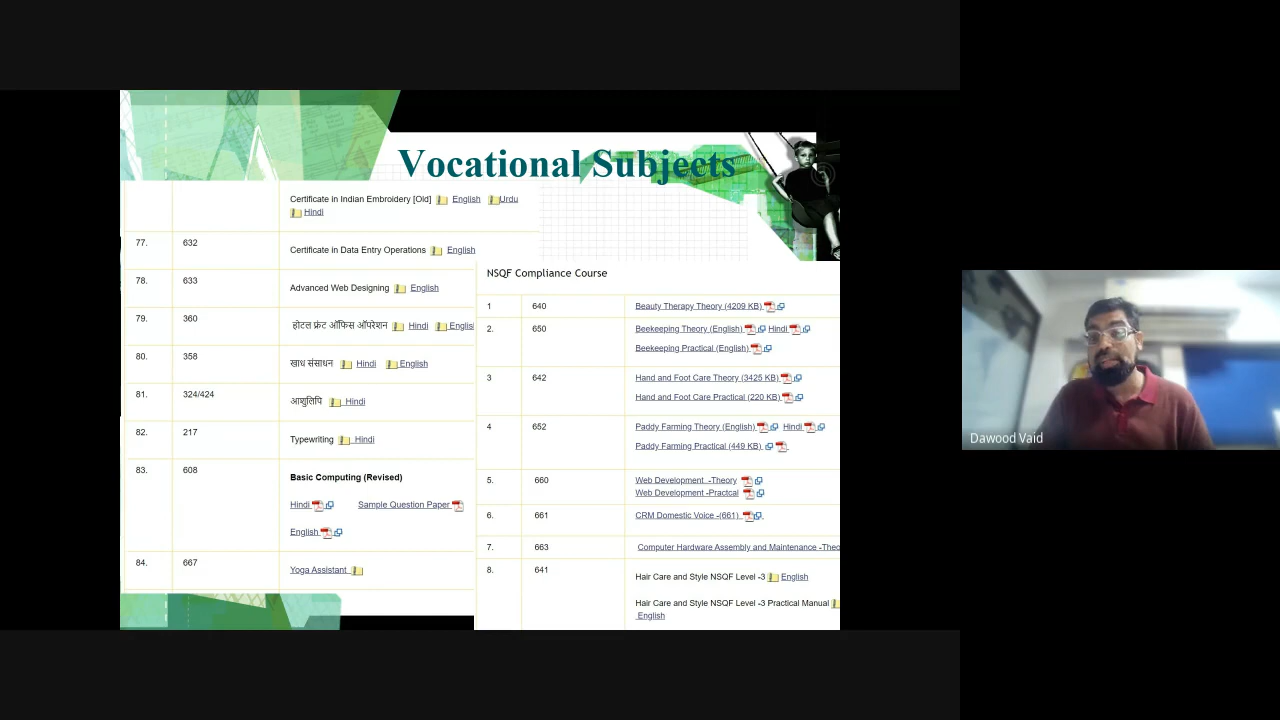 Vocational Subjects
Certificate in Indian Embroidery [Old] English Urdu
Hindi
77. 632 Certificate in Data Entry Operations English
78. 633 Advanced Web Designing English
79. 360 होटल फ्रंट ऑफिस ऑपरेशन Hindi English
80. 358 खाध संसाधन Hindi English
81. 324/424 आशुलिपि Hindi
82. 217 Typewriting Hindi
83. 608 Basic Computing (Revised)
Hindi Sample Question Paper
English
84. 667 Yoga Assistant
NSQF Compliance Course
1 640 Beauty Therapy Theory (4209 KB)
2. 650 Beekeeping Theory (English) Hindi
Beekeeping Practical (English)
3 642 Hand and Foot Care Theory (3425 KB)
Hand and Foot Care Practical (220 KB)
4 652 Paddy Farming Theory (English) Hindi
Paddy Farming Practical (449 KB)
5. 660 Web Development -Theory
Web Development -Practcal
6. 661 CRM Domestic Voice -(661)
7. 663 Computer Hardware Assembly and Maintenance -Theo
8. 641 Hair Care and Style NSQF Level -3 English
Hair Care and Style NSQF Level -3 Practical Manual
English
Dawood Vaid